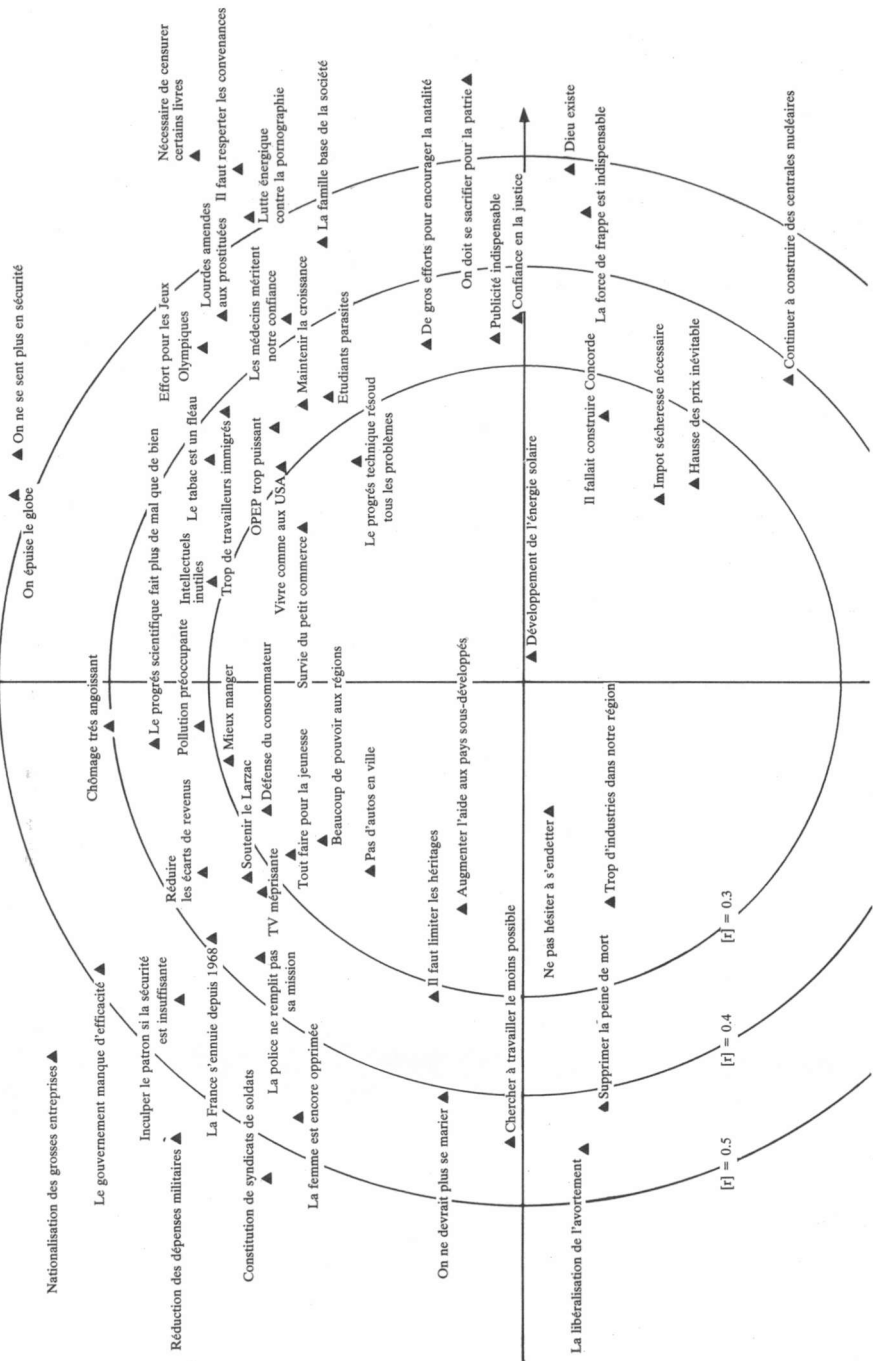 On ne se sent plus en sécurité
On épuise le globe
Nationalisation des grosses entreprises
Chômage trés angoissant
Le gouvernement manque d'efficacité
Inculper le patron si la sécurité
est insuffisante
Le progrés scientifique fait plus de mal que de bien
Effort pour les Jeux
Olympiques
Nécessaire de censurer
certains livres
Réduction des dépenses militaires
Réduire
les écarts de revenus
Pollution préoccupante
Intellectuels
inutiles
Le tabac est un fléau
Lourdes amendes
aux prostituées
Il faut resperter les convenances
La France s'ennuie depuis 1968
Mieux manger
Trop de travailleurs immigrés
Constitution de syndicats de soldats
Soutenir le Larzac
Défense du consommateur
OPEP trop puissant
Les médecins méritent
notre confiance
Lutte énergique
contre la pornographie
La police ne remplit pas
sa mission
TV méprisante
Vivre comme aux USA
La femme est encore opprimée
Tout faire pour la jeunesse
Survie du petit commerce
Maintenir la croissance
La famille base de la société
Beaucoup de pouvoir aux régions
Etudiants parasites
Pas d'autos en ville
Le progrés technique résoud
tous les problèmes
On ne devrait plus se marier
Il faut limiter les héritages
De gros efforts pour encourager la natalité
Augmenter l'aide aux pays sous-développés
On doit se sacrifier pour la patrie
Publicité indispensable
Chercher à travailler le moins possible
Confiance en la justice
Développement de l'énergie solaire
Ne pas hésiter à s'endetter
Dieu existe
La libéralisation de l'avortement
Il fallait construire Concorde
La force de frappe est indispensable
Supprimer la peine de mort
Trop d'industries dans notre région
Impot sécheresse nécessaire
Hausse des prix inévitable
[r] = 0.5
[r] = 0.4
[r] = 0.3
Continuer à construire des centrales nucléaires